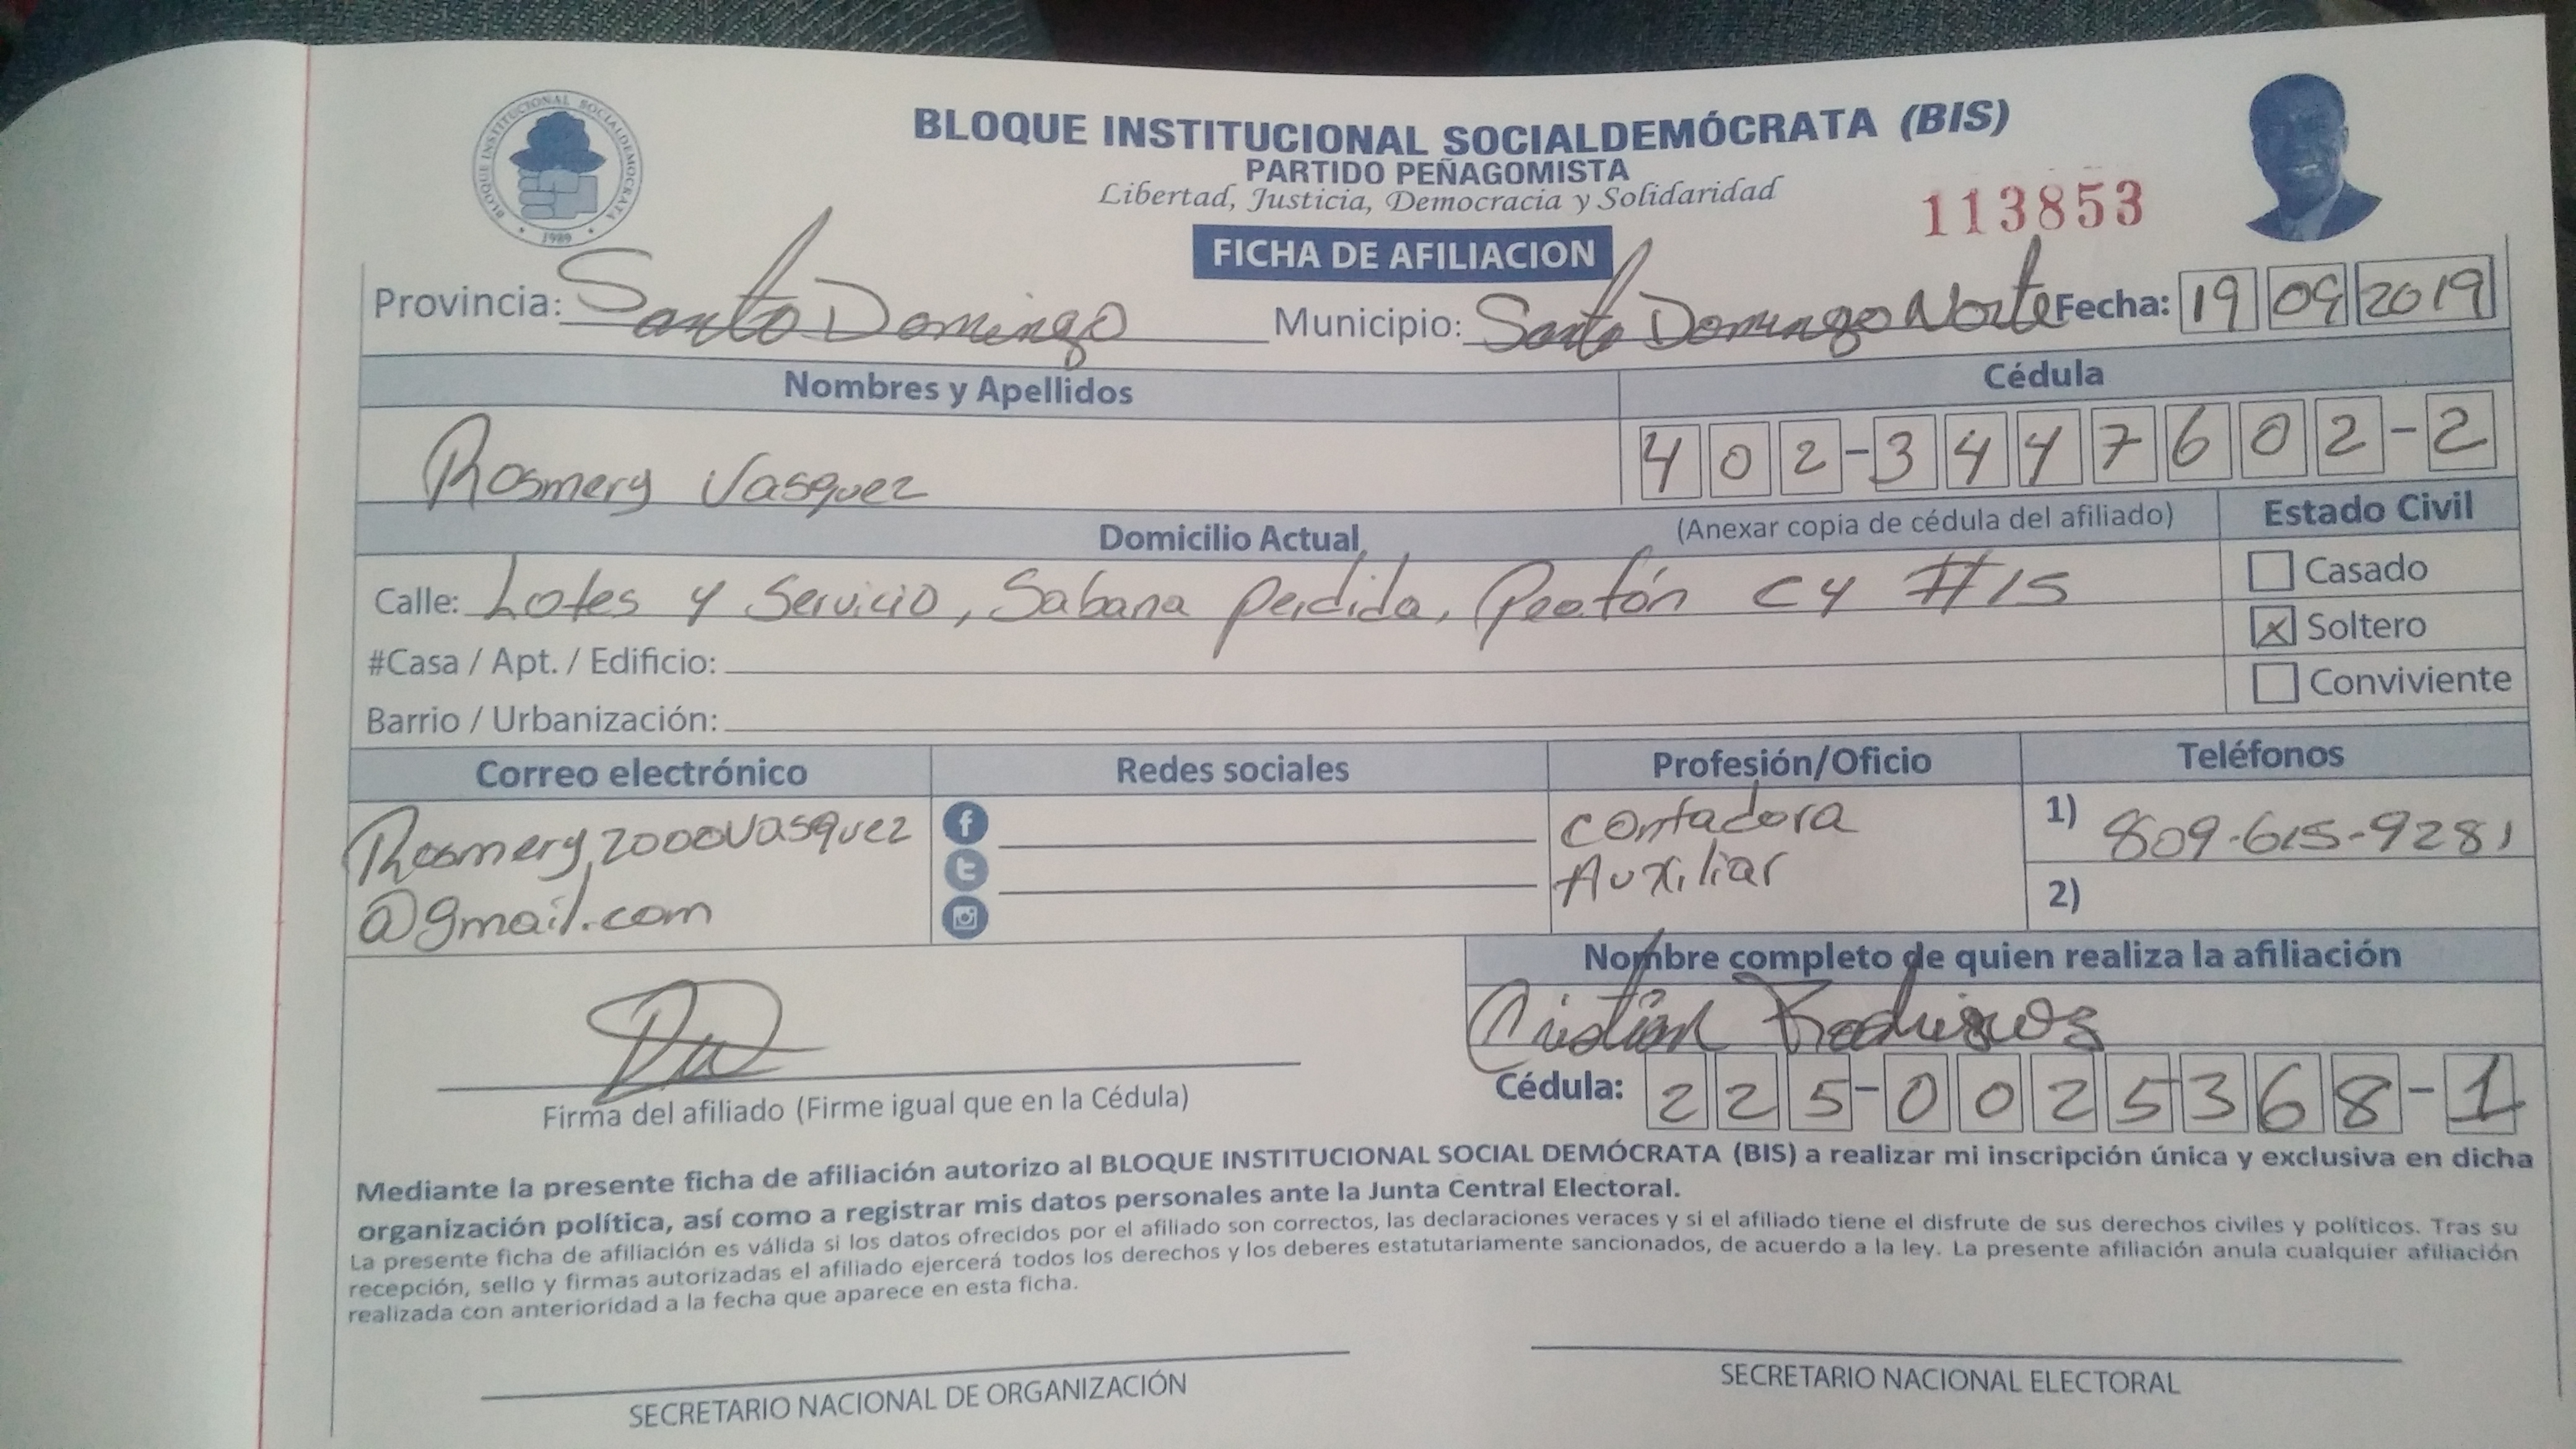 BLOQUE INSTITUCIONAL SOCIALDEMOCRATA
1989
BLOQUE INSTITUCIONAL SOCIALDEMÓCRATA (BIS)
PARTIDO PEÑAGOMISTA
Libertad, Justicia, Democracia y Solidaridad
113853
FICHA DE AFILIACION
Provincia: Santo Domingo Municipio: Santo Domingo Norte Fecha: 19 09 2019
Nombres y Apellidos Cédula
Rosmery Vasquez 402-3447602-2
Domicilio Actual (Anexar copia de cédula del afiliado) Estado Civil
Calle: Lotes y Servicio, Sabana perdida, Peatón C4 #15 Casado
#Casa / Apt. / Edificio: x Soltero
Barrio / Urbanización: Conviviente
Correo electrónico Redes sociales Profesión/Oficio Teléfonos
Rosmery2000vasquez contadora 1) 809-615-9281
@gmail.com Auxiliar 2)
Nombre completo de quien realiza la afiliación
Cristian Rodriguez
Cédula: 225-0025368-1
Firma del afiliado (Firme igual que en la Cédula)
Mediante la presente ficha de afiliación autorizo al BLOQUE INSTITUCIONAL SOCIAL DEMÓCRATA (BIS) a realizar mi inscripción única y exclusiva en dicha
organización política, así como a registrar mis datos personales ante la Junta Central Electoral.
La presente ficha de afiliación es válida si los datos ofrecidos por el afiliado son correctos, las declaraciones veraces y si el afiliado tiene el disfrute de sus derechos civiles y políticos. Tras su
recepción, sello y firmas autorizadas el afiliado ejercerá todos los derechos y los deberes estatutariamente sancionados, de acuerdo a la ley. La presente afiliación anula cualquier afiliación
realizada con anterioridad a la fecha que aparece en esta ficha.
SECRETARIO NACIONAL DE ORGANIZACIÓN SECRETARIO NACIONAL ELECTORAL